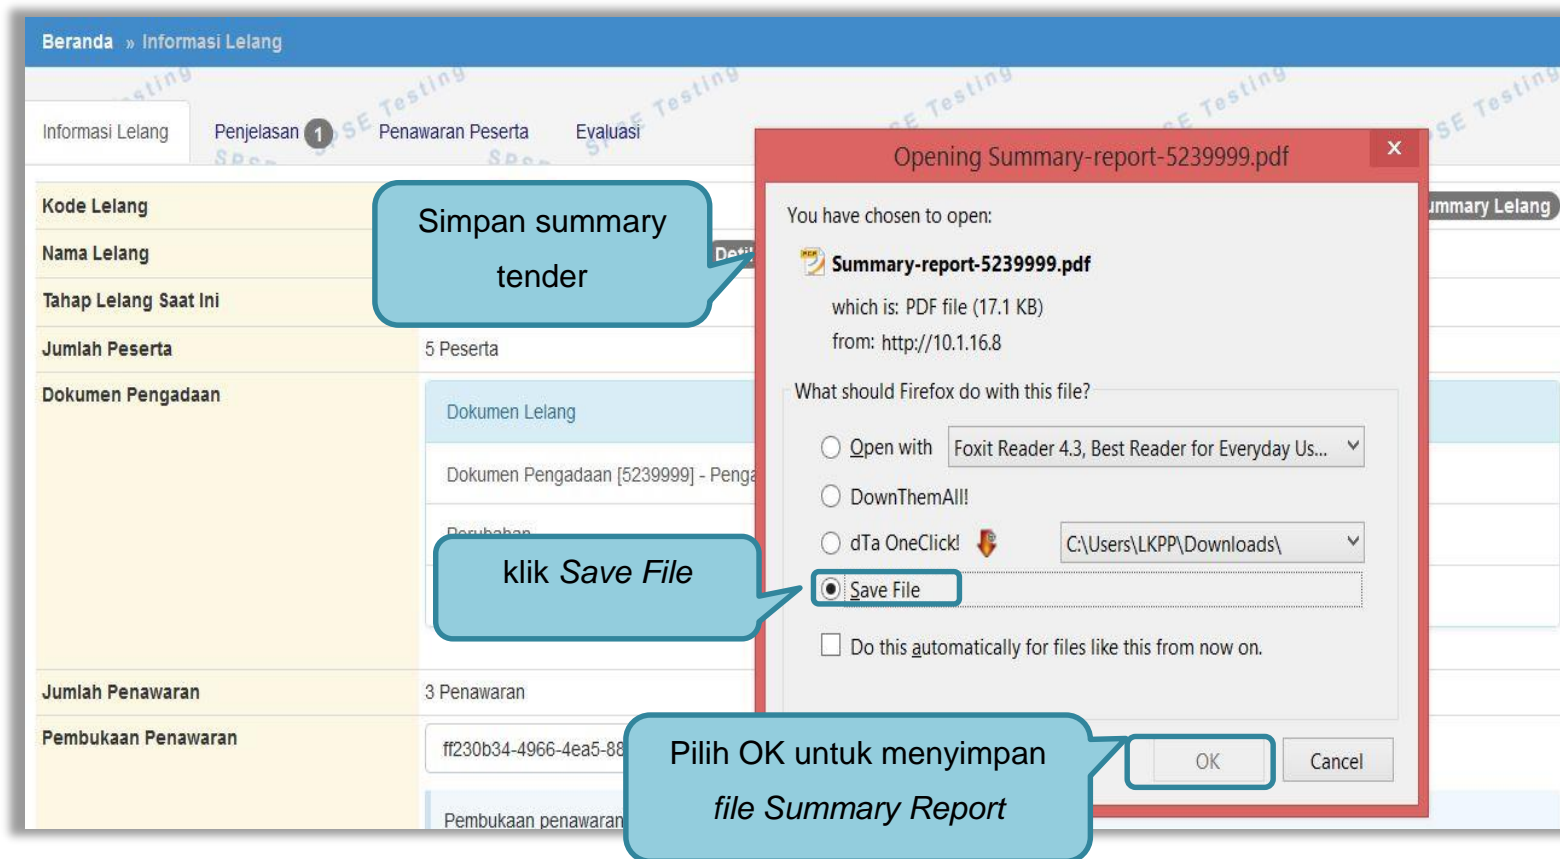 Beranda » Informasi Lelang
SPSE Testing
Informasi Lelang
Penjelasan 1
Penawaran Peserta
Evaluasi
Kode Lelang
ummary Lelang
Nama Lelang
Tahap Lelang Saat Ini
Jumlah Peserta
5 Peserta
Dokumen Pengadaan
Dokumen Lelang
Dokumen Pengadaan [5239999] - Penga
Perubahan
Jumlah Penawaran
3 Penawaran
Pembukaan Penawaran
ff230b34-4966-4ea5-88
Pembukaan penawaran
Simpan summary
tender
klik Save File
Pilih OK untuk menyimpan
file Summary Report
Opening Summary-report-5239999.pdf
x
You have chosen to open:
Summary-report-5239999.pdf
which is: PDF file (17.1 KB)
from: http://10.1.16.8
What should Firefox do with this file?
Open with Foxit Reader 4.3, Best Reader for Everyday Us...
DownThemAll!
dTa OneClick! C:\Users\LKPP\Downloads\
Save File
Do this automatically for files like this from now on.
OK
Cancel